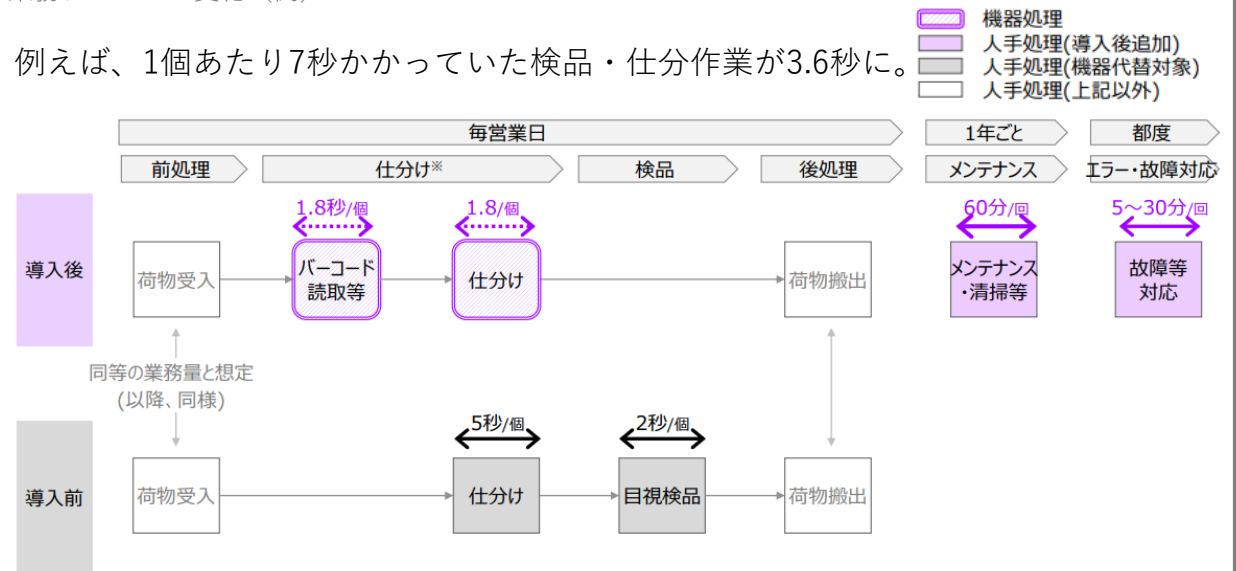 機器処理
人手処理(導入後追加)
人手処理(機器代替対象)
人手処理(上記以外)
例えば、1個あたり7秒かかっていた検品・仕分作業が3.6秒に。
毎営業日
1年ごと
都度
前処理
仕分け※
検品
後処理
メンテナンス
エラー・故障対応
導入後
荷物受入
1.8秒/個
バーコード
読取等
1.8/個
仕分け
荷物搬出
60分/回
メンテナンス
・清掃等
5～30分/回
故障等
対応
同等の業務量と想定
(以降、同様)
導入前
荷物受入
5秒/個
仕分け
2秒/個
目視検品
荷物搬出